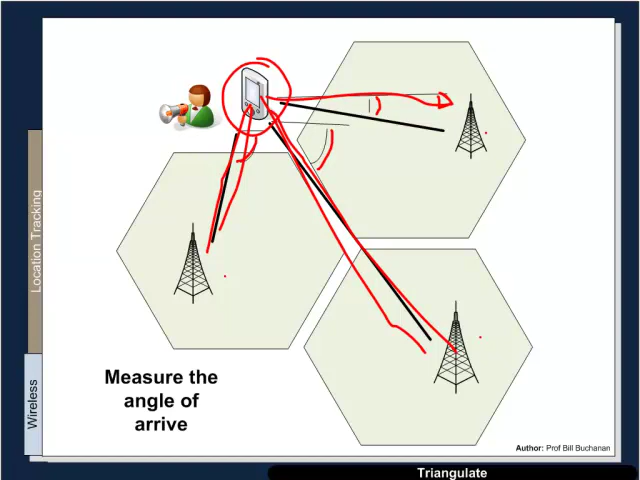 Location Tracking
Wireless
Measure the
angle of
arrive
Author: Prof Bill Buchanan
Triangulate